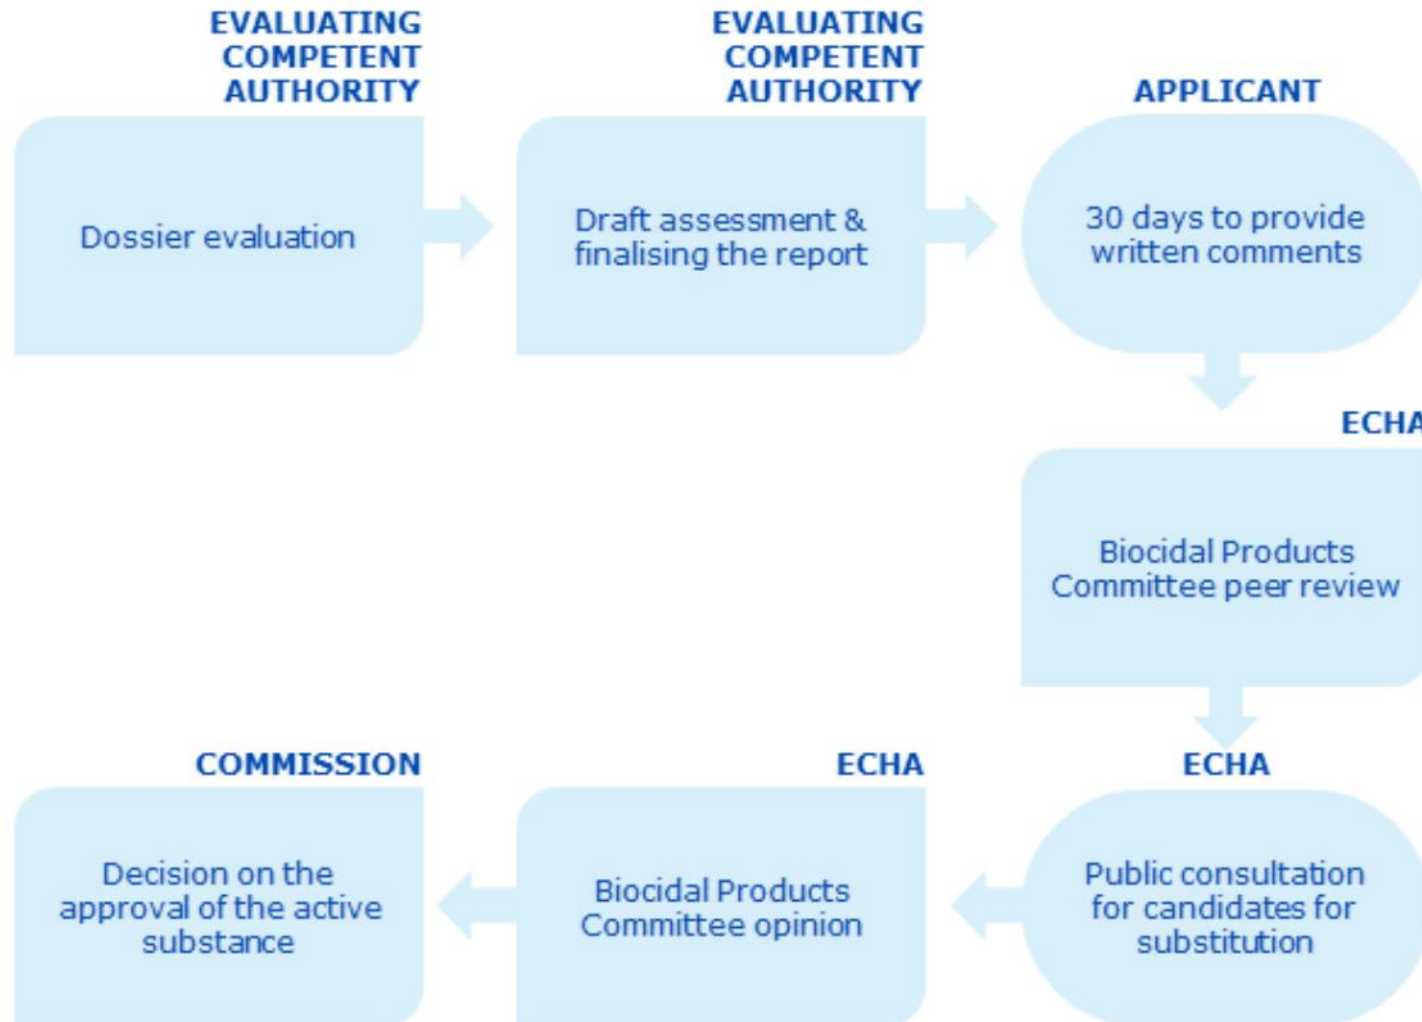 EVALUATING
COMPETENT
AUTHORITY
Dossier evaluation
EVALUATING
COMPETENT
AUTHORITY
Draft assessment &
finalising the report
APPLICANT
30 days to provide
written comments
ECHA
Biocidal Products
Committee peer review
ECHA
Public consultation
for candidates for
substitution
ECHA
Biocidal Products
Committee opinion
COMMISSION
Decision on the
approval of the active
substance